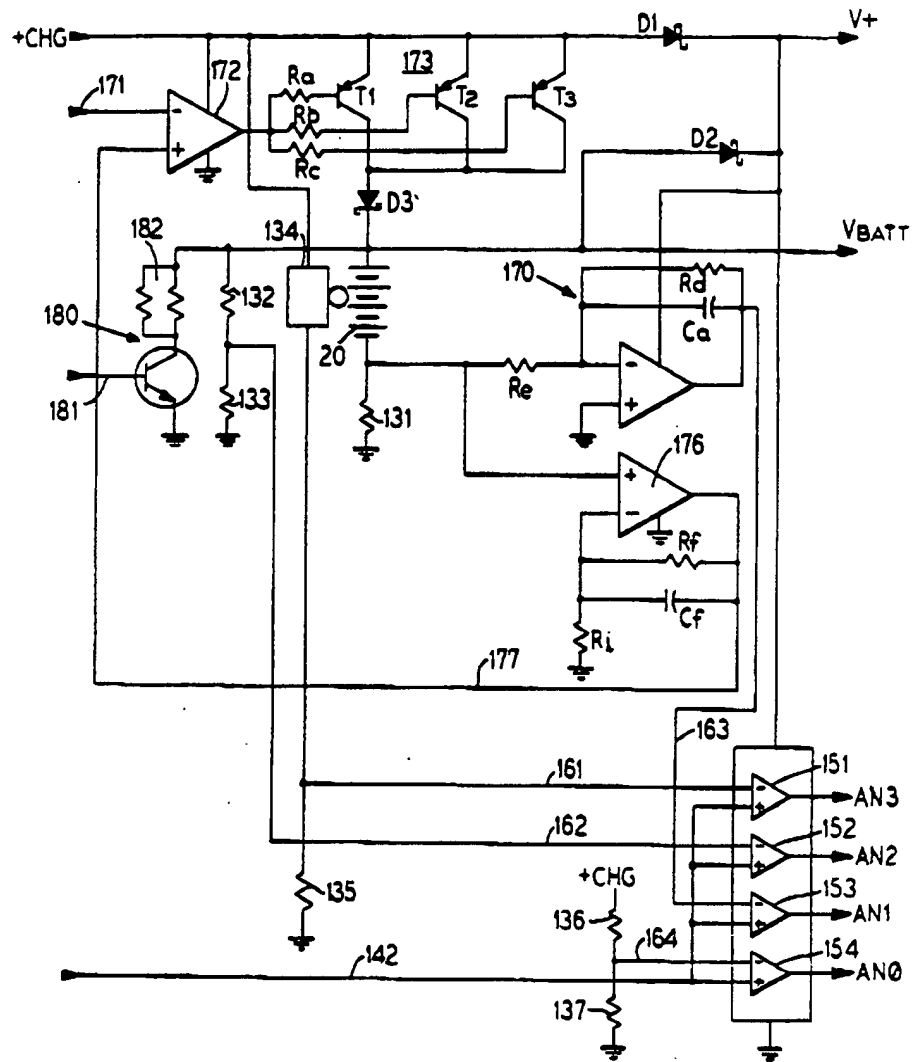 D1
V+
+CHG
173
172
Ra
T1
T2
T3
171
-
Rb
+
Rc
D2
D3
182
134
VBATT
132
170
Rd
180
Ca
20
-
Re
+
181
133
131
176
+
-
Rf
Cf
Ri
177
163
151
161
-
AN3
+
152
162
-
AN2
+
135
+CHG
153
-
AN1
+
136
164
154
142
-
AN0
+
137